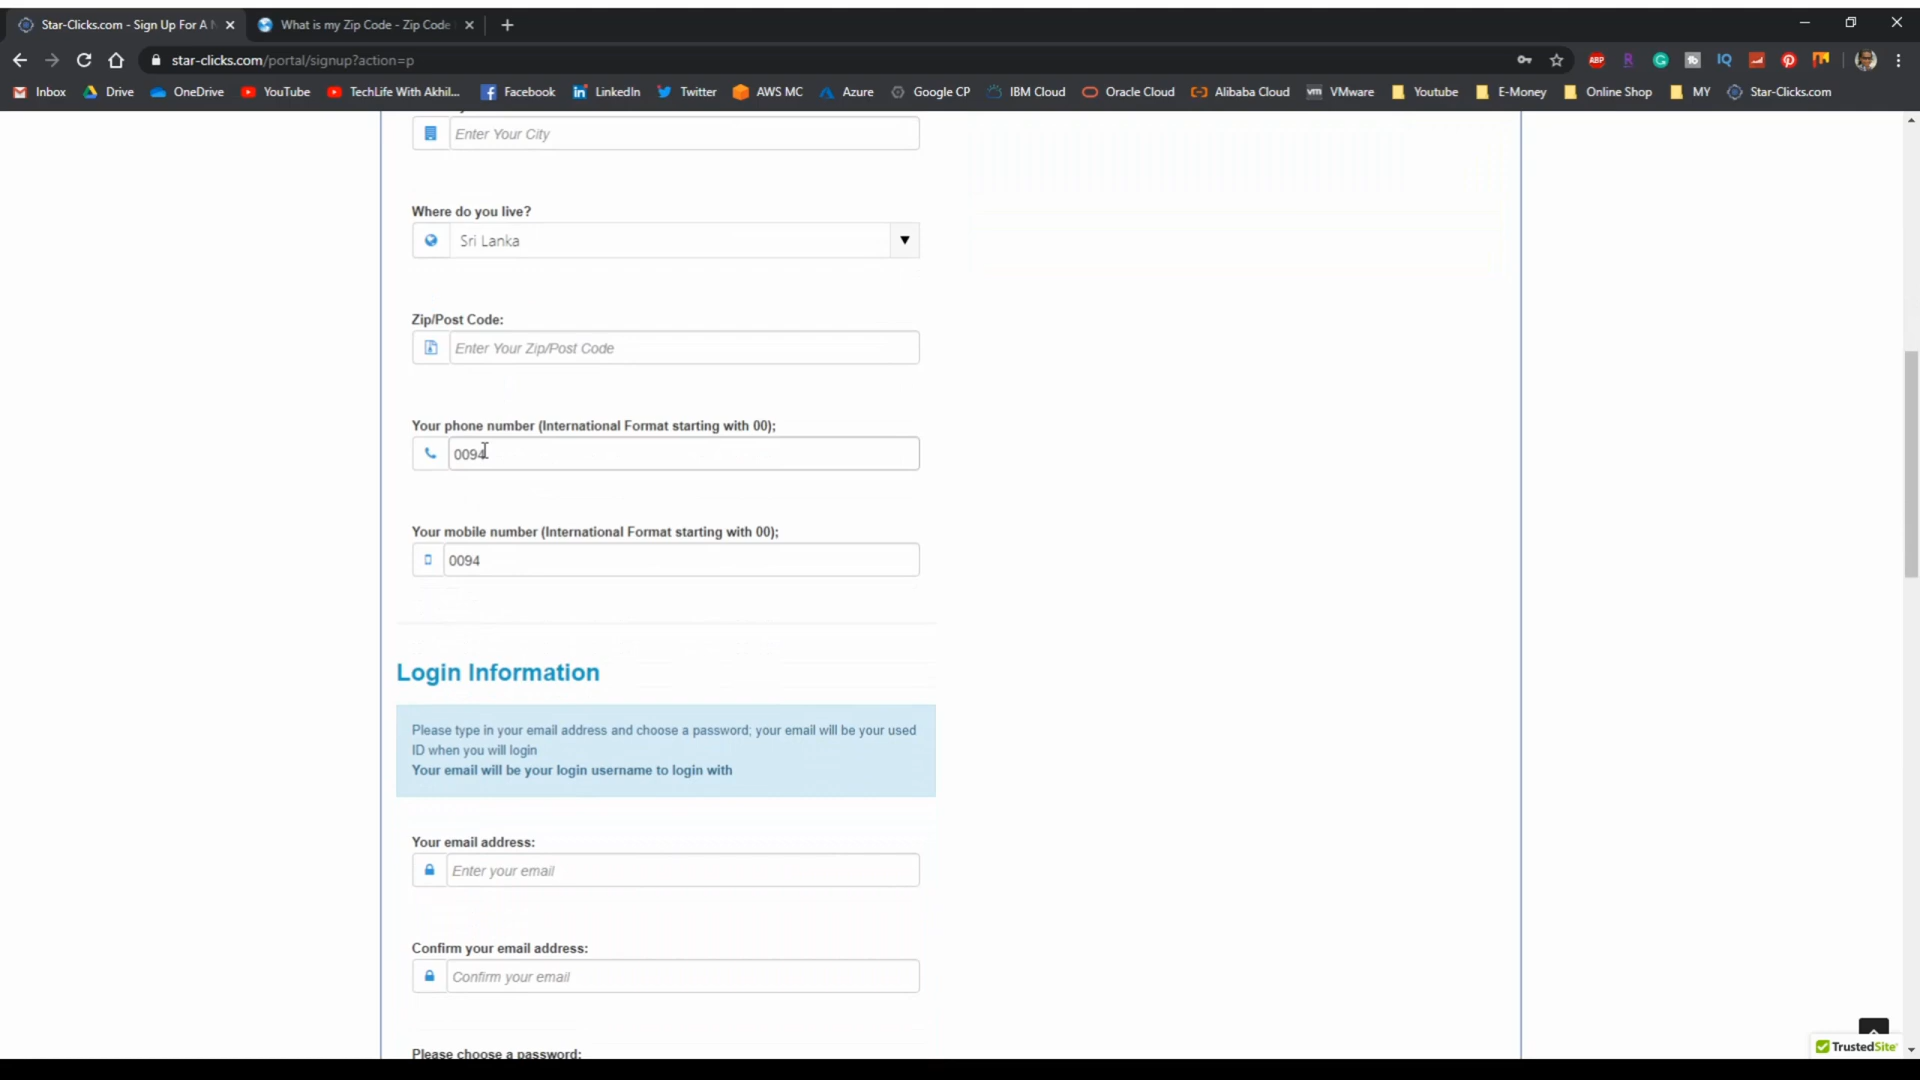 Star-Clicks.com - Sign Up For A N
What is my Zip Code - Zip Code
star-clicks.com/portal/signup?action=p
ABP
R
IQ
Inbox
Drive
OneDrive
YouTube
TechLife With Akhil...
Facebook
LinkedIn
Twitter
AWS MC
Azure
Google CP
IBM Cloud
Oracle Cloud
Alibaba Cloud
vm VMware
Youtube
E-Money
Online Shop
MY
Star-Clicks.com
Enter Your City
Where do you live?
Sri Lanka
Zip/Post Code:
Enter Your Zip/Post Code
Your phone number (International Format starting with 00);
0094
Your mobile number (International Format starting with 00);
0094
Login Information
Please type in your email address and choose a password; your email will be your used
ID when you will login
Your email will be your login username to login with
Your email address:
Enter your email
Confirm your email address:
Confirm your email
Please choose a password:
TrustedSite